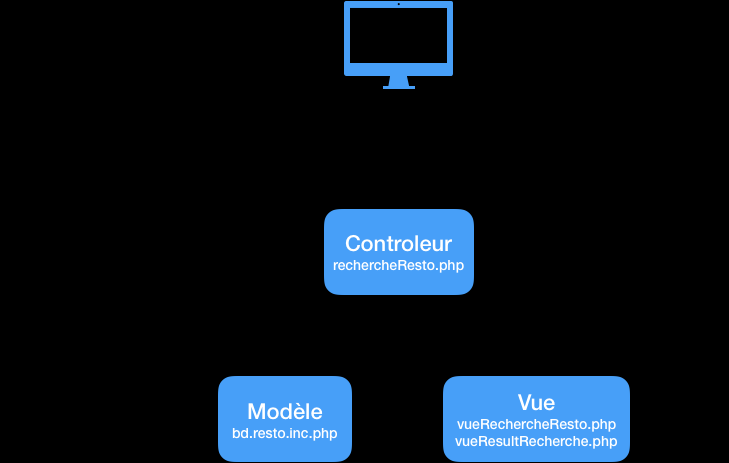 Controleur
rechercheResto.php
Modèle
bd.resto.inc.php
Vue
vueRechercheResto.php
vueResultRecherche.php